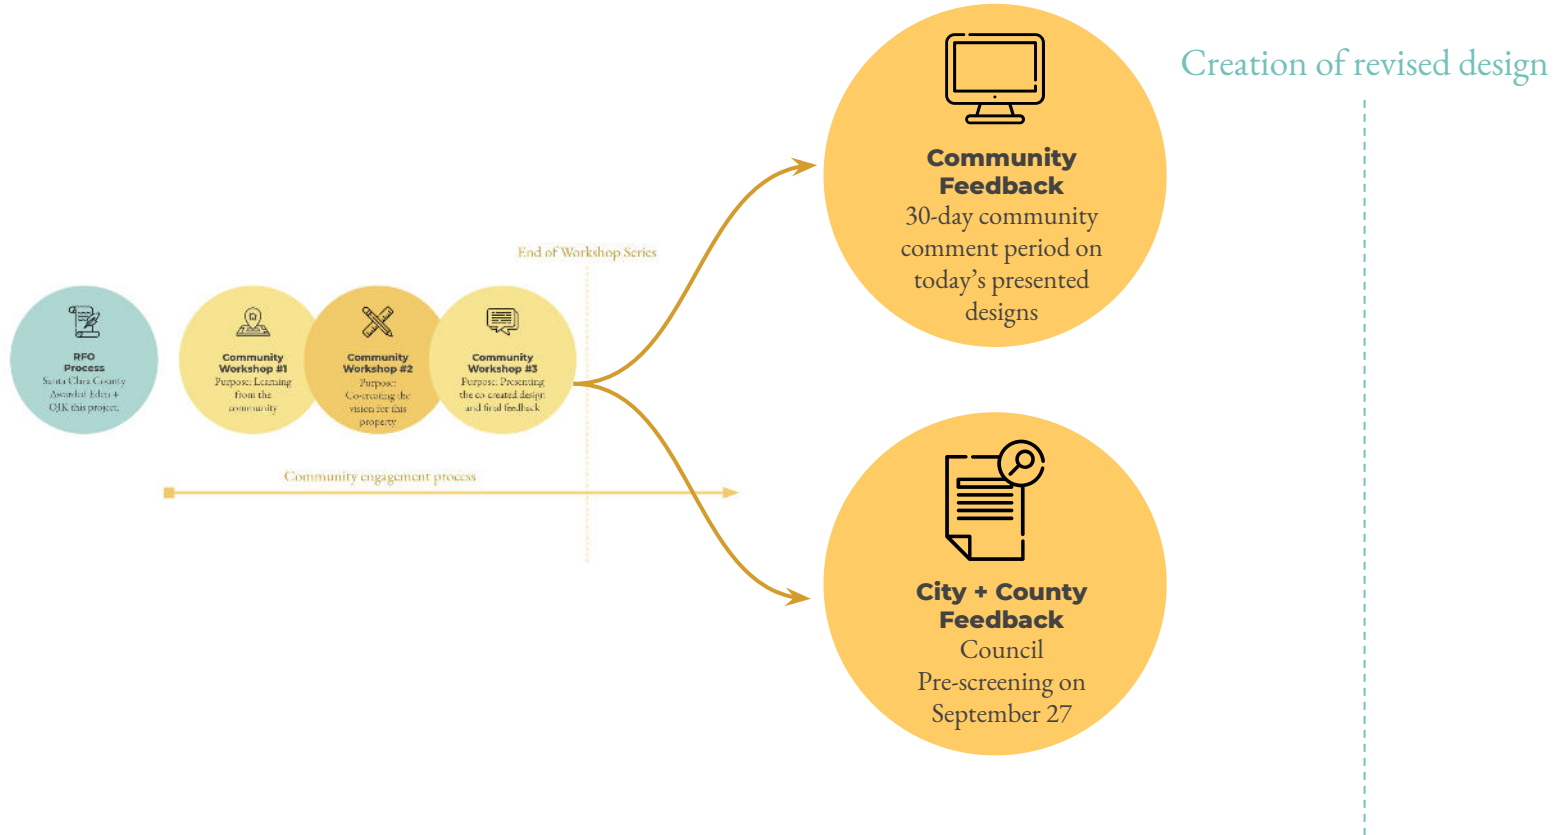 RFO
Process
Santa Clara County
Awarded Eden +
OJK this project.
Community
Workshop #1
Purpose: Learning
from the
community
Community
Workshop #2
Purpose:
Co-creating the
vision for this
property
Community
Workshop #3
Purpose: Presenting
the co-created design
and final feedback
End of Workshop Series
Community engagement process
Community
Feedback
30-day community
comment period on
today’s presented
designs
City + County
Feedback
Council
Pre-screening on
September 27
Creation of revised design